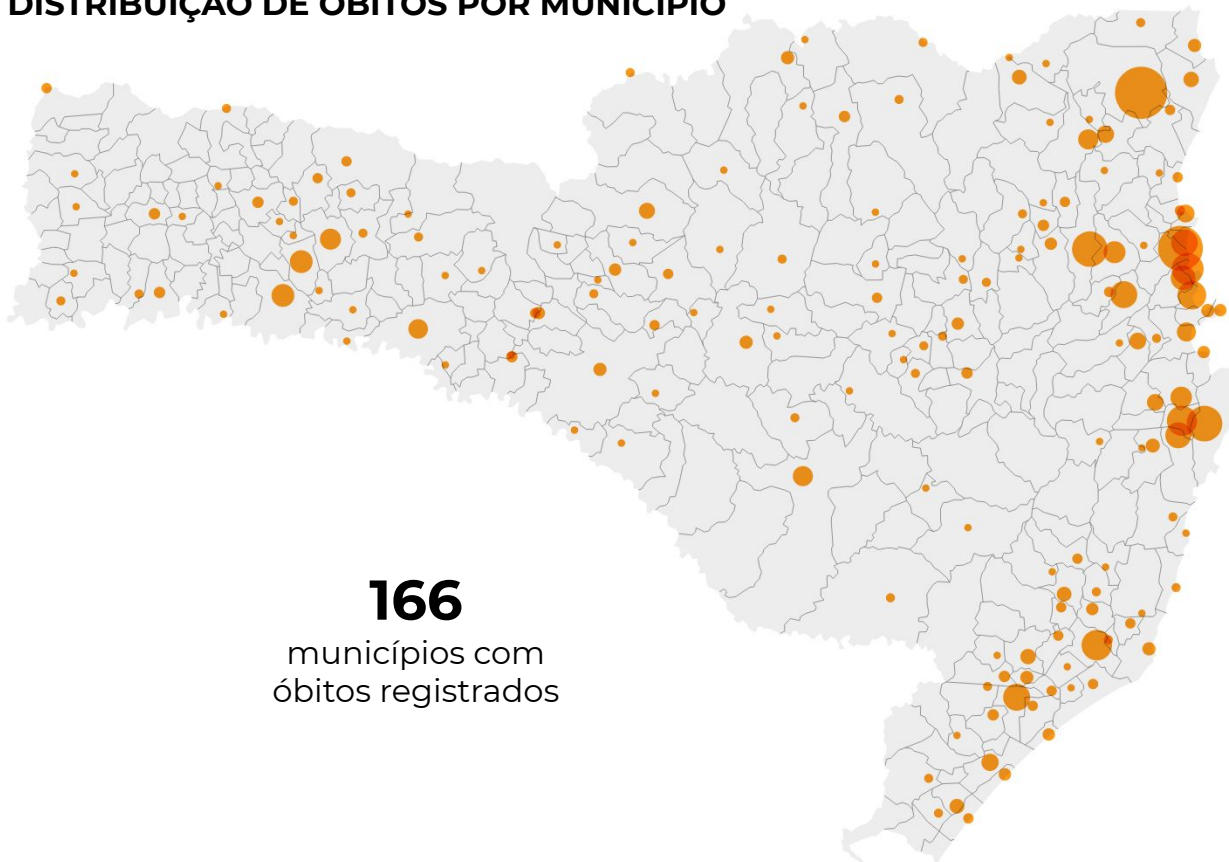 DISTRIBUIÇÃO DE ÓBITOS POR MUNICÍPIO
166
municípios com
óbitos registrados